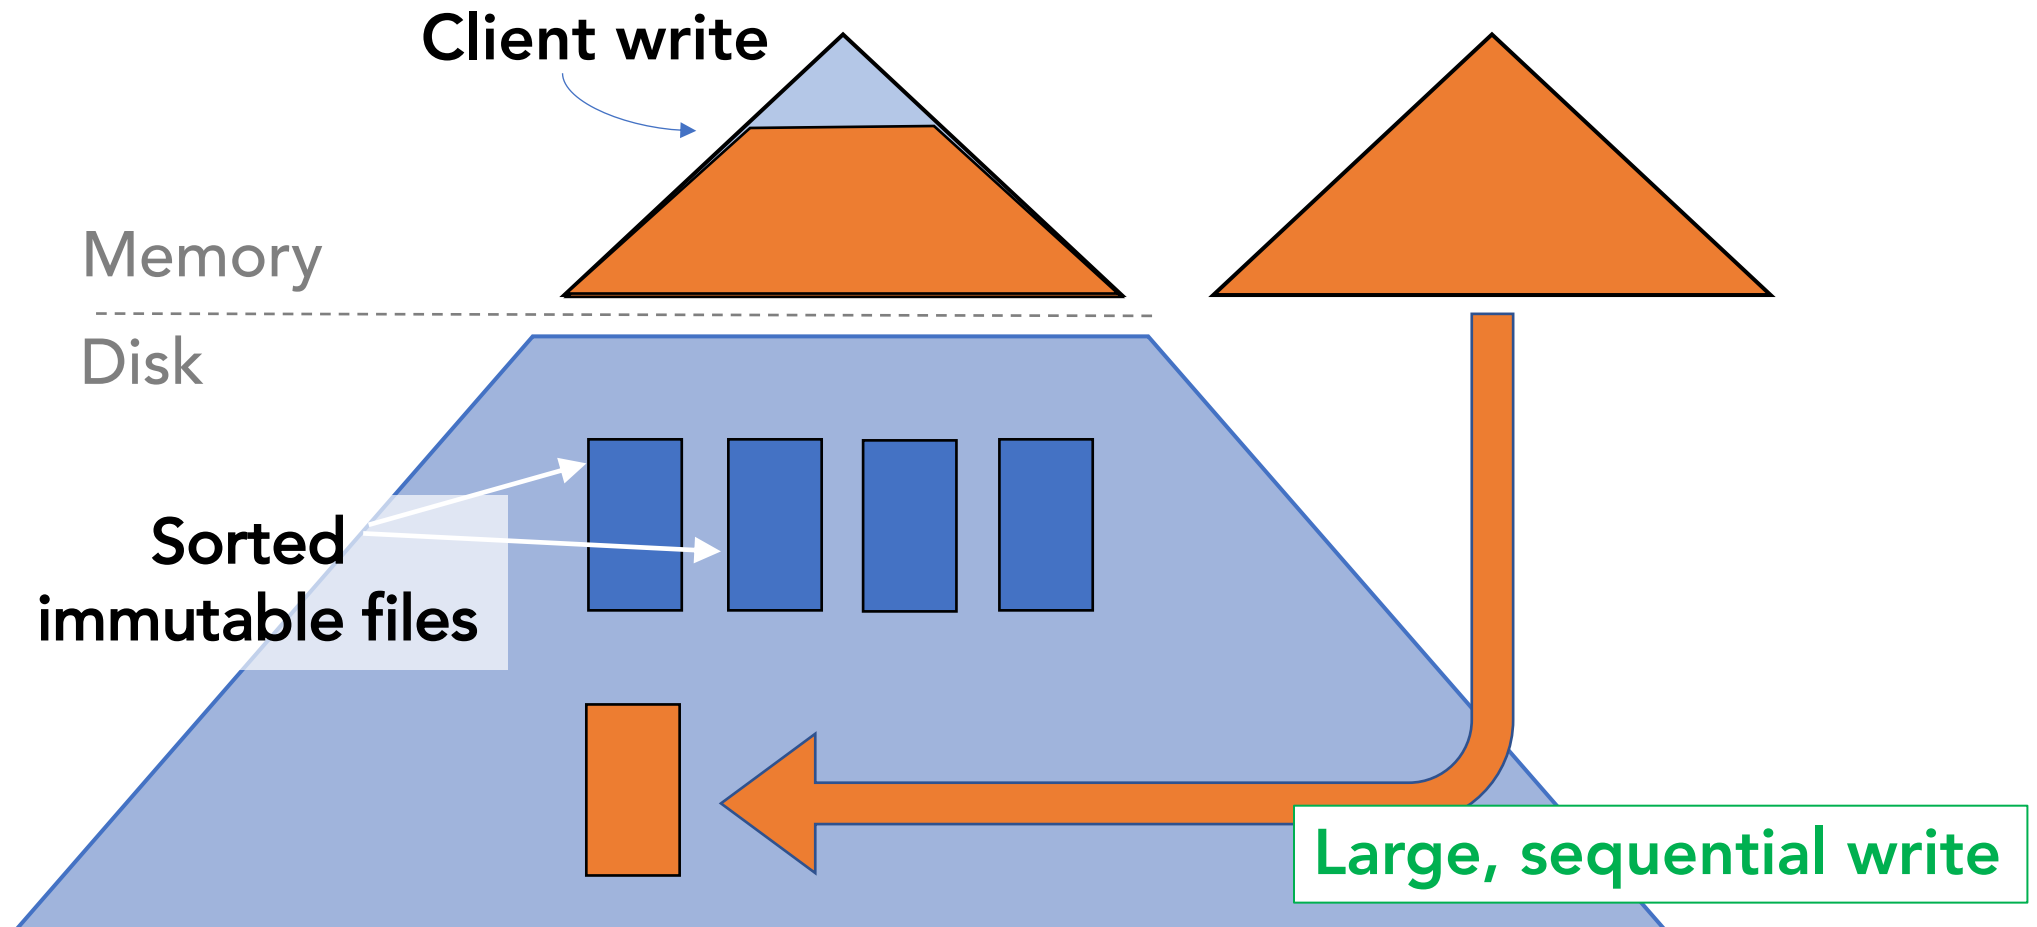 Client write
Memory
Disk
Sorted
immutable files
Large, sequential write